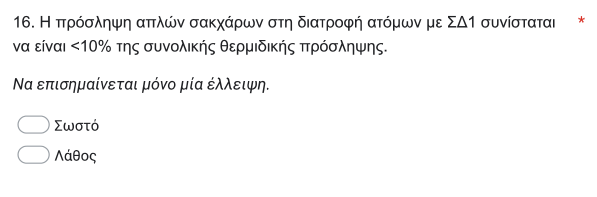 16. Η πρόσληψη απλών σακχάρων στη διατροφή ατόμων με ΣΔ1 συνίσταται *
να είναι <10% της συνολικής θερμιδικής πρόσληψης.
Να επισημαίνεται μόνο μία έλλειψη.
Σωστό
Λάθος